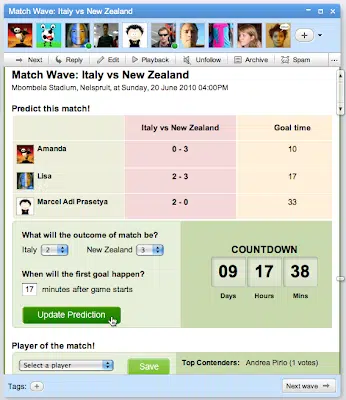 Match Wave: Italy vs New Zealand
Next Reply Edit Playback Unfollow Archive Spam
Match Wave: Italy vs New Zealand
Mbombela Stadium, Nelspruit, at Sunday, 20 June 2010 04:00PM
Predict this match!
Italy vs New Zealand Goal time
Amanda 0 - 3 10
Lisa 2 - 3 17
Marcel Adi Prasetya 2 - 0 33
What will the outcome of match be?
Italy 2 New Zealand 3
When will the first goal happen?
17 minutes after game starts
Update Prediction
COUNTDOWN
09 17 38
Days Hours Mins
Player of the match!
Select a player Save Top Contenders: Andrea Pirlo (1 votes)
Tags: + Next wave